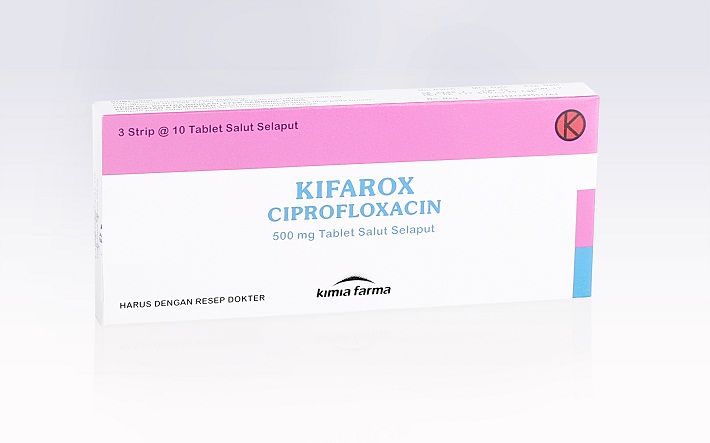 3 Strip @ 10 Tablet Salut Selaput
K
KIFAROX
CIPROFLOXACIN
500 mg Tablet Salut Selaput
kimia farma
HARUS DENGAN RESEP DOKTER